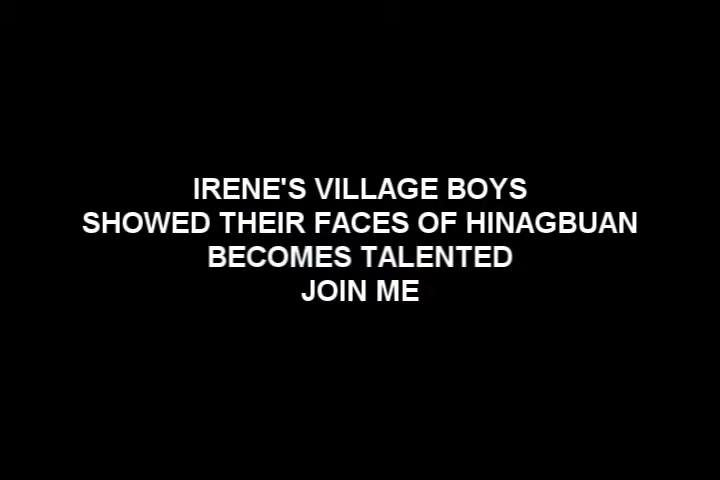 IRENE'S VILLAGE BOYS
SHOWED THEIR FACES OF HINAGBUAN
BECOMES TALENTED
JOIN ME